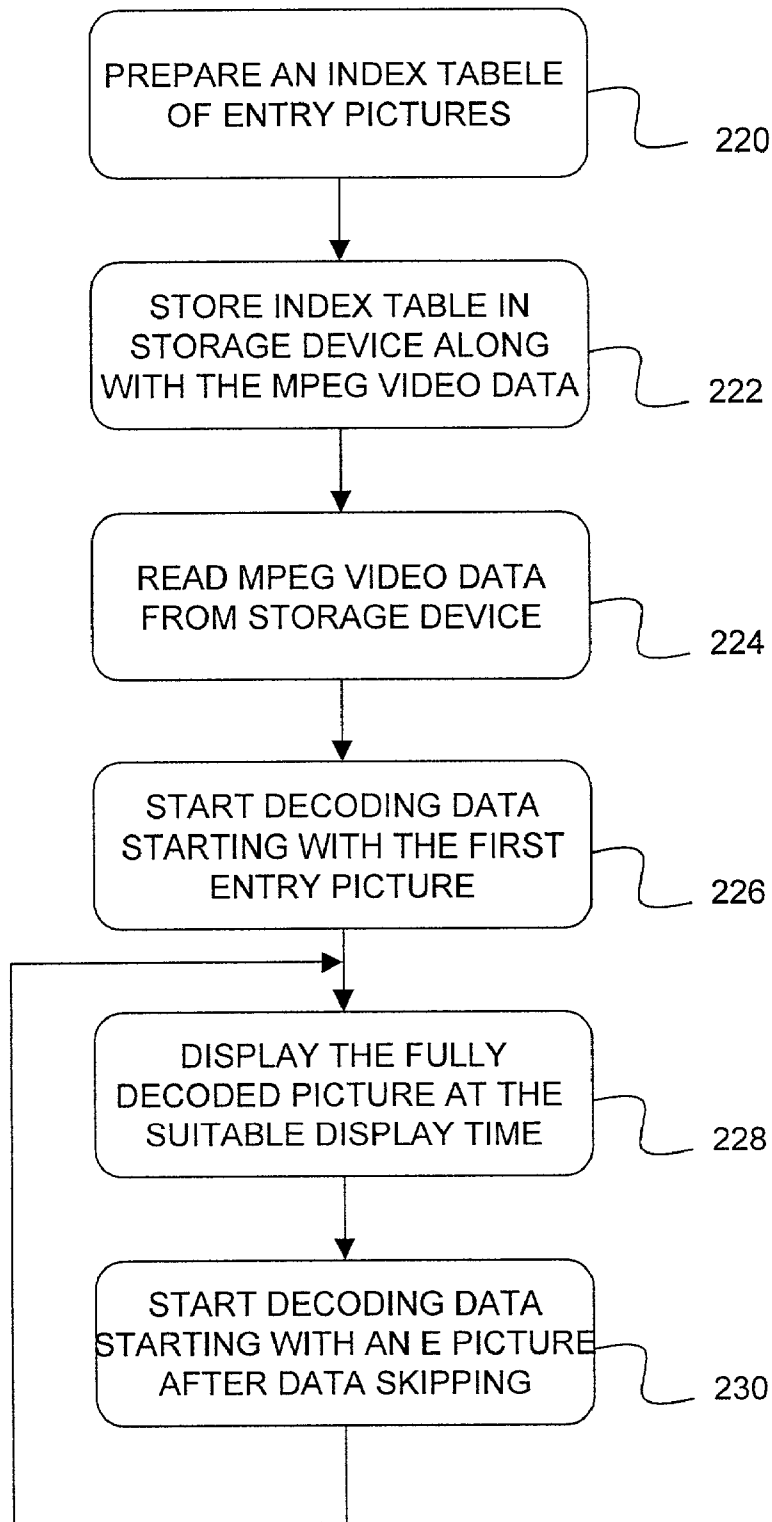 PREPARE AN INDEX TABELE
OF ENTRY PICTURES
220
STORE INDEX TABLE IN
STORAGE DEVICE ALONG
WITH THE MPEG VIDEO DATA
222
READ MPEG VIDEO DATA
FROM STORAGE DEVICE
224
START DECODING DATA
STARTING WITH THE FIRST
ENTRY PICTURE
226
DISPLAY THE FULLY
DECODED PICTURE AT THE
SUITABLE DISPLAY TIME
228
START DECODING DATA
STARTING WITH AN E PICTURE
AFTER DATA SKIPPING
230